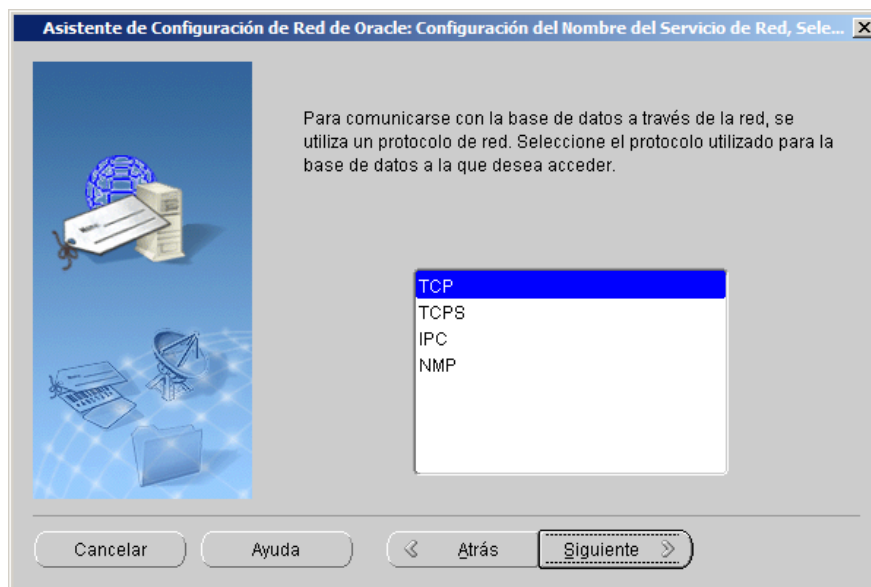 Asistente de Configuración de Red de Oracle: Configuración del Nombre del Servicio de Red, Sele...
Para comunicarse con la base de datos a través de la red, se
utiliza un protocolo de red. Seleccione el protocolo utilizado para la
base de datos a la que desea acceder.
TCP
TCPS
IPC
NMP
Cancelar
Ayuda
Atrás
Siguiente